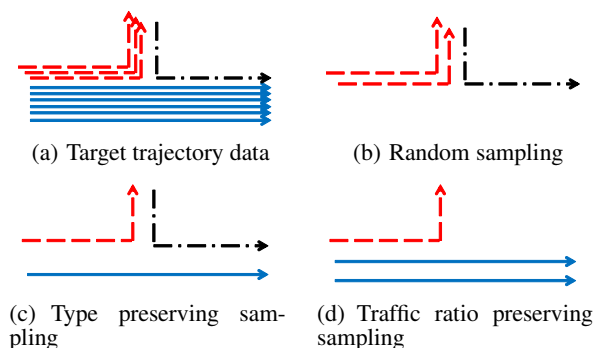 (a) Target trajectory data
(b) Random sampling
(c) Type preserving sam-
pling
(d) Traffic ratio preserving
sampling